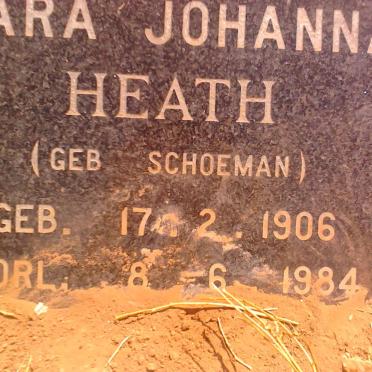 ARA JOHANNA
HEATH
(GEB SCHOEMAN)
GEB. 17. 2. 1906
ORL. 8 6 1984